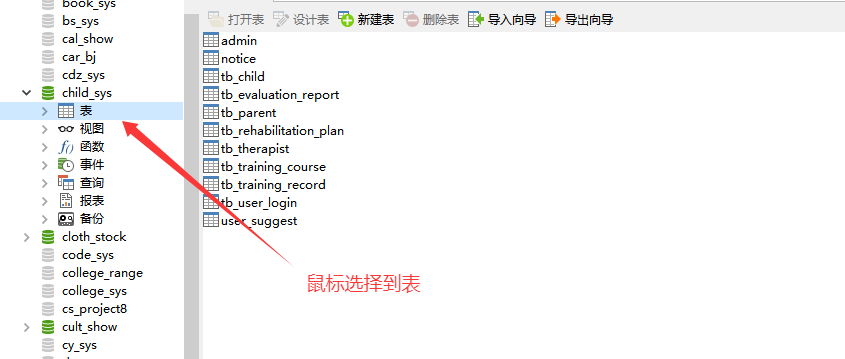 book_sys
bs_sys
cal_show
car_bj
cdz_sys
child_sys
表
视图
函数
事件
查询
报表
备份
cloth_stock
code_sys
college_range
college_sys
cs_project8
cult_show
cy_sys
打开表 设计表 新建表 删除表 导入向导 导出向导
admin
notice
tb_child
tb_evaluation_report
tb_parent
tb_rehabilitation_plan
tb_therapist
tb_training_course
tb_training_record
tb_user_login
user_suggest
鼠标选择到表